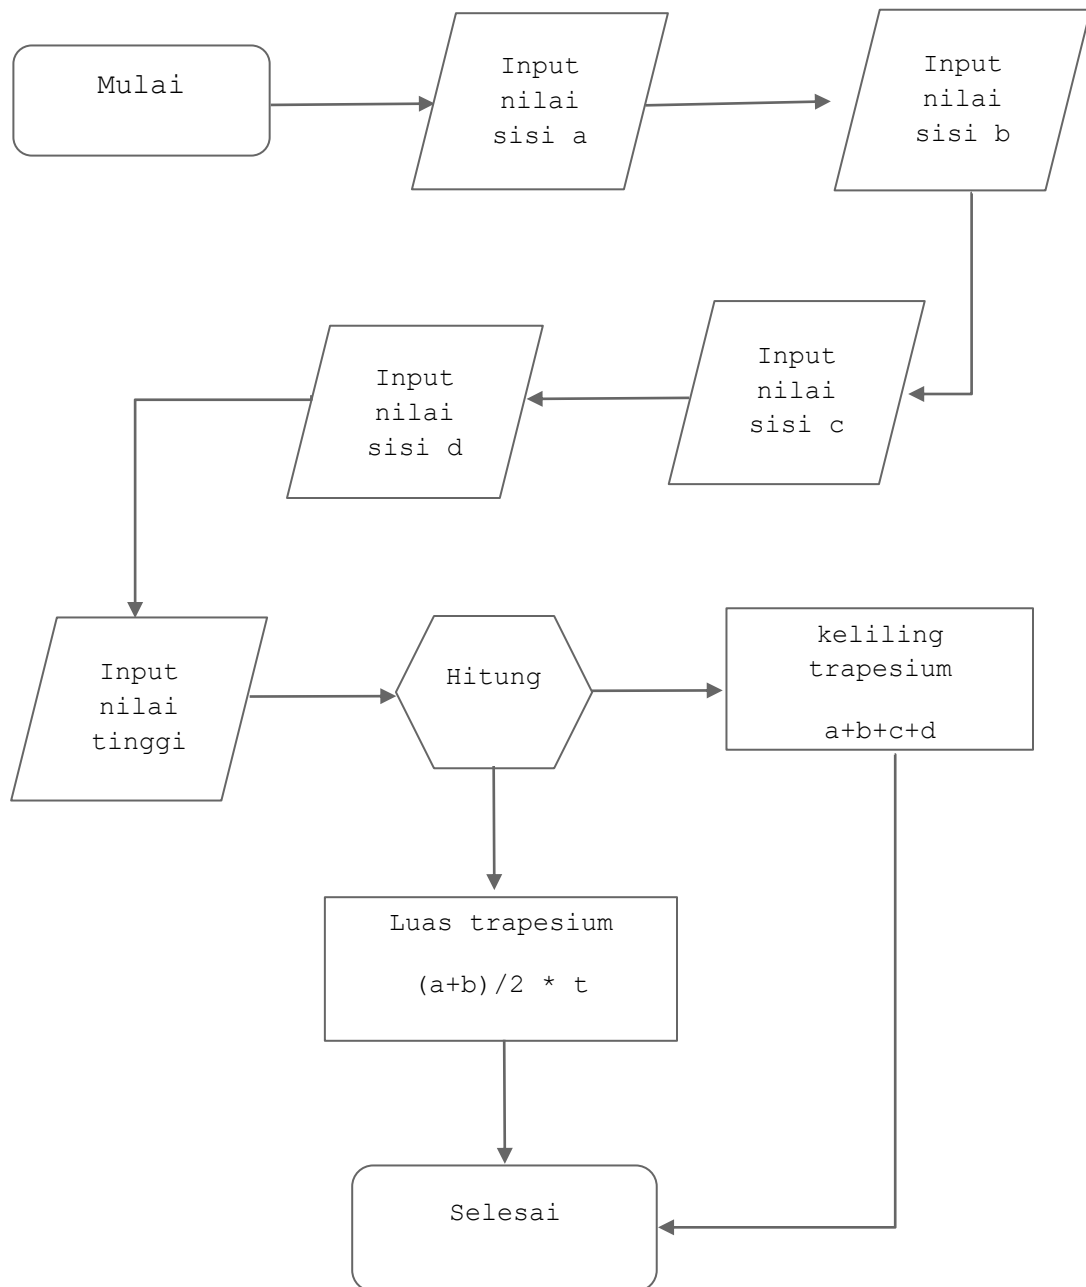 Mulai
Input
nilai
sisi a
Input
nilai
sisi b
Input
nilai
sisi c
Input
nilai
sisi d
Input
nilai
tinggi
Hitung
keliling
trapesium
a+b+c+d
Luas trapesium
(a+b)/2 * t
Selesai